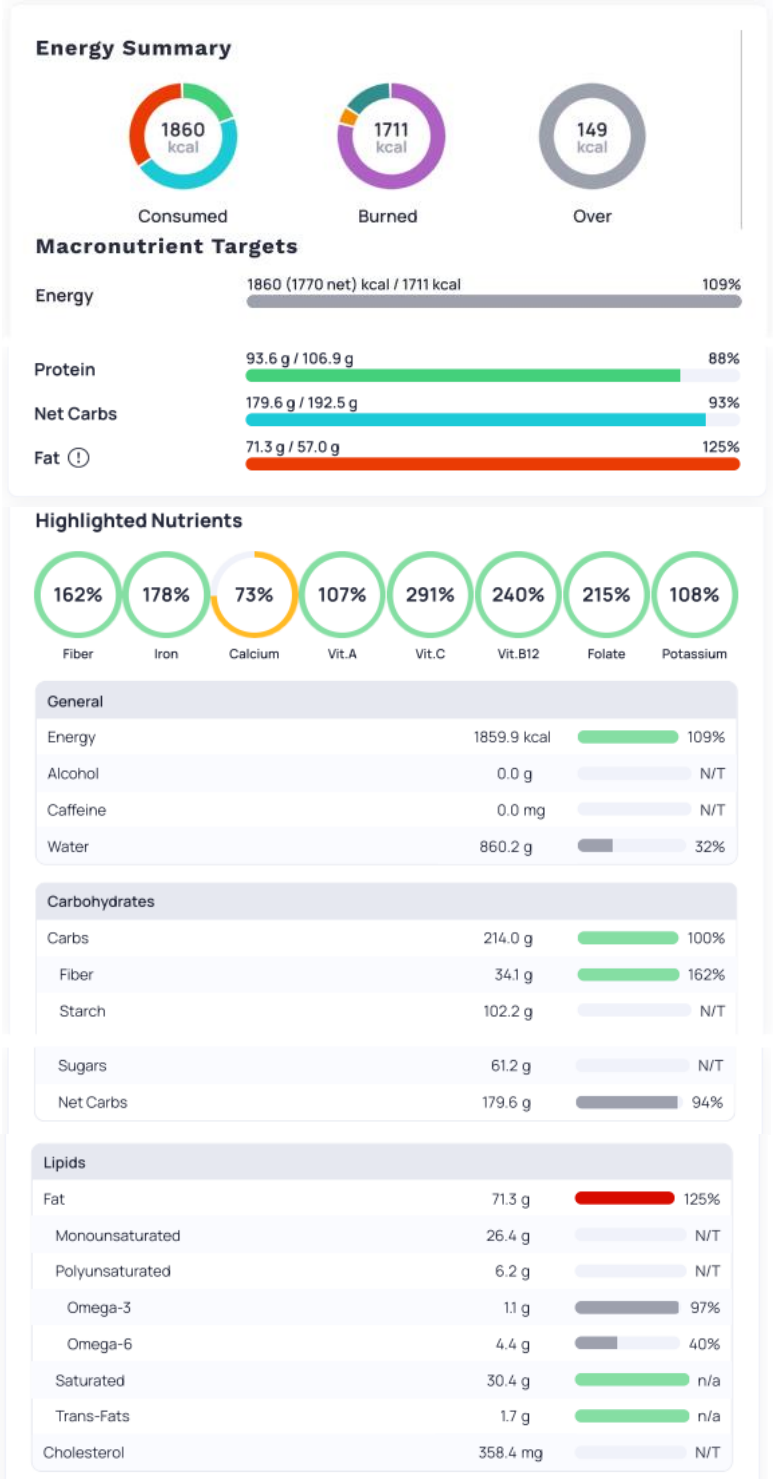 Energy Summary
1860 kcal
1711 kcal
149 kcal
Consumed
Burned
Over
Macronutrient Targets
Energy 1860 (1770 net) kcal / 1711 kcal 109%
Protein 93.6 g / 106.9 g 88%
Net Carbs 179.6 g / 192.5 g 93%
Fat ! 71.3 g / 57.0 g 125%
Highlighted Nutrients
162% 178% 73% 107% 291% 240% 215% 108%
Fiber Iron Calcium Vit.A Vit.C Vit.B12 Folate Potassium
General
Energy 1859.9 kcal 109%
Alcohol 0.0 g N/T
Caffeine 0.0 mg N/T
Water 860.2 g 32%
Carbohydrates
Carbs 214.0 g 100%
Fiber 34.1 g 162%
Starch 102.2 g N/T
Sugars 61.2 g N/T
Net Carbs 179.6 g 94%
Lipids
Fat 71.3 g 125%
Monounsaturated 26.4 g N/T
Polyunsaturated 6.2 g N/T
Omega-3 1.1 g 97%
Omega-6 4.4 g 40%
Saturated 30.4 g n/a
Trans-Fats 1.7 g n/a
Cholesterol 358.4 mg N/T